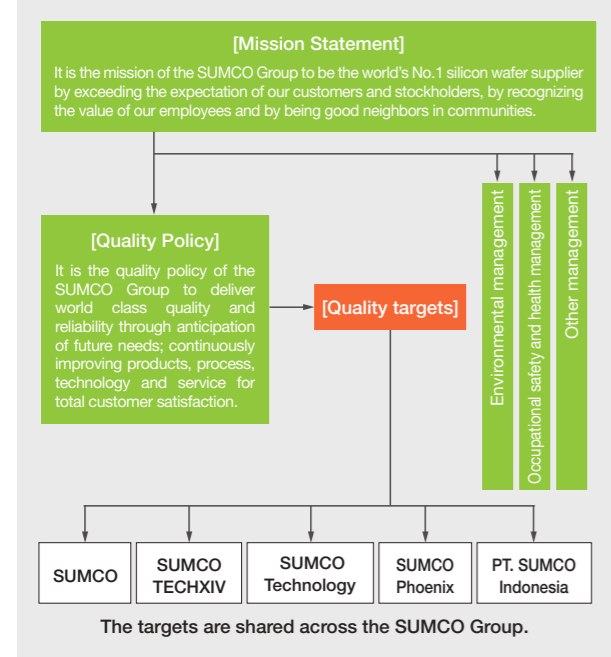 [Mission Statement]
It is the mission of the SUMCO Group to be the world's No.1 silicon wafer supplier
by exceeding the expectation of our customers and stockholders, by recognizing
the value of our employees and by being good neighbors in communities.
[Quality Policy]
It is the quality policy of the
SUMCO Group to deliver
world class quality and
reliability through anticipation
of future needs; continuously
improving products, process,
technology and service for
total customer satisfaction.
[Quality targets]
Environmental management
Occupational safety and health management
Other management
SUMCO
SUMCO
TECHXIV
SUMCO
Technology
SUMCO
Phoenix
PT. SUMCO
Indonesia
The targets are shared across the SUMCO Group.